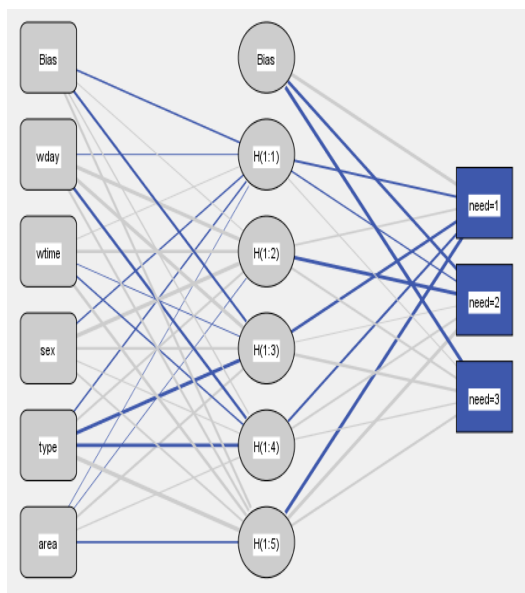 Bias
Bias
wday
H(1:1)
need=1
wtime
H(1:2)
need=2
sex
H(1:3)
need=3
type
H(1:4)
area
H(1:5)